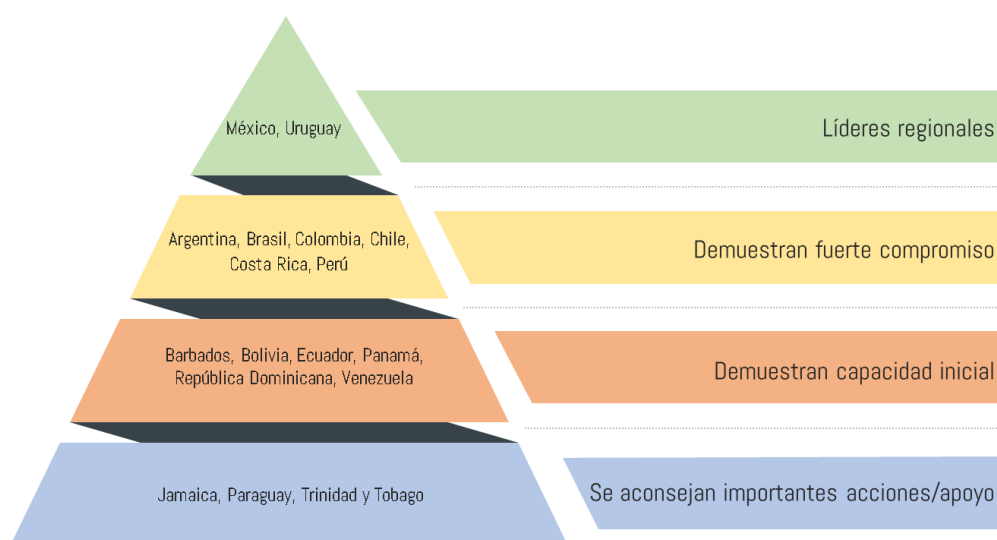 México, Uruguay
Líderes regionales
Argentina, Brasil, Colombia, Chile,
Costa Rica, Perú
Demuestran fuerte compromiso
Barbados, Bolivia, Ecuador, Panamá,
República Dominicana, Venezuela
Demuestran capacidad inicial
Jamaica, Paraguay, Trinidad y Tobago
Se aconsejan importantes acciones/apoyo